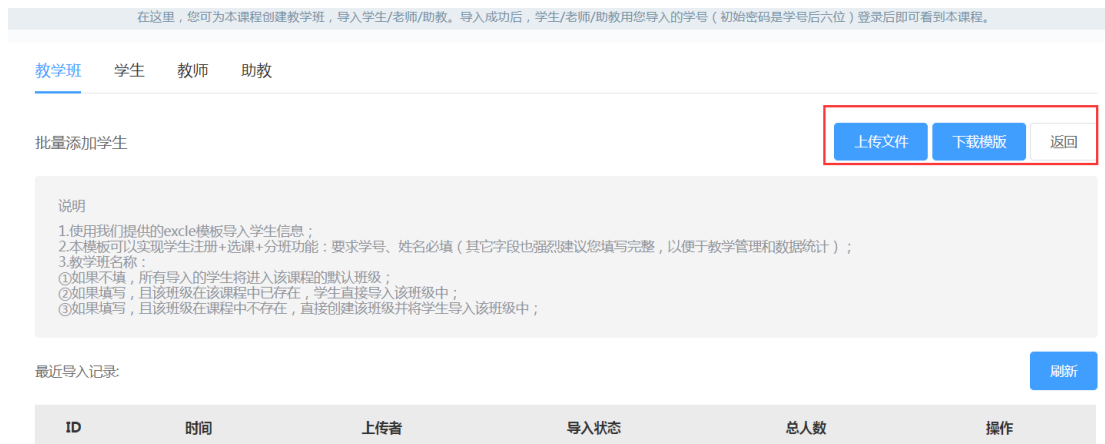 在这里，您可为本课程创建教学班，导入学生/老师/助教。导入成功后，学生/老师/助教用您导入的学号（初始密码是学号后六位）登录后即可看到本课程。
教学班 学生 教师 助教
批量添加学生 上传文件 下载模版 返回
说明
1.使用我们提供的excle模板导入学生信息；
2.本模板可以实现学生注册+选课+分班功能：要求学号、姓名必填（其它字段也强烈建议您填写完整，以便于教学管理和数据统计）；
3.教学班名称：
①如果不填，所有导入的学生将进入该课程的默认班级；
②如果填写，且该班级在该课程中已存在，学生直接导入该班级中；
③如果填写，且该班级在课程中不存在，直接创建该班级并将学生导入该班级中；
最近导入记录: 刷新
ID 时间 上传者 导入状态 总人数 操作